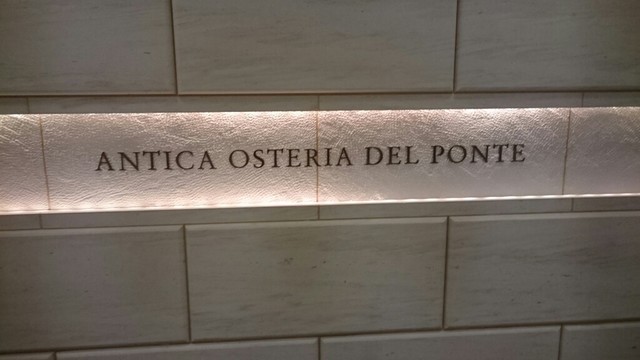 ANTICA OSTERIA DEL PONTE